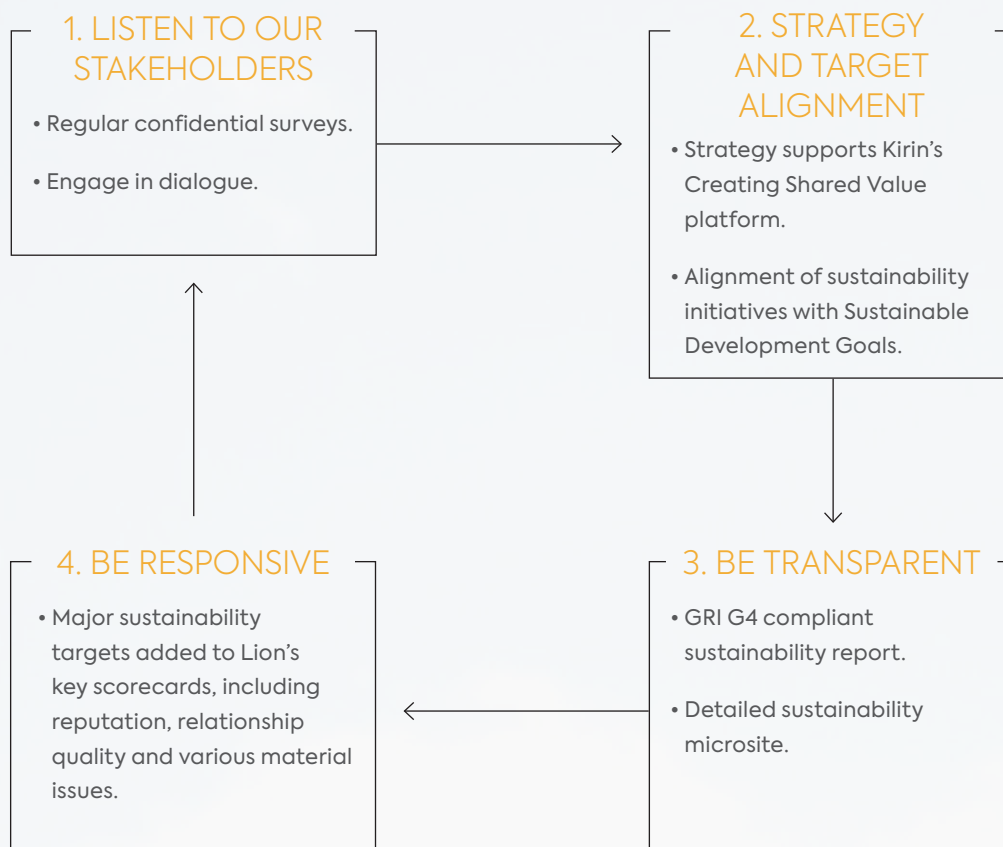 1. LISTEN TO OUR
STAKEHOLDERS
• Regular confidential surveys.
• Engage in dialogue.
2. STRATEGY
AND TARGET
ALIGNMENT
• Strategy supports Kirin’s
Creating Shared Value
platform.
• Alignment of sustainability
initiatives with Sustainable
Development Goals.
3. BE TRANSPARENT
• GRI G4 compliant
sustainability report.
• Detailed sustainability
microsite.
4. BE RESPONSIVE
• Major sustainability
targets added to Lion’s
key scorecards, including
reputation, relationship
quality and various material
issues.